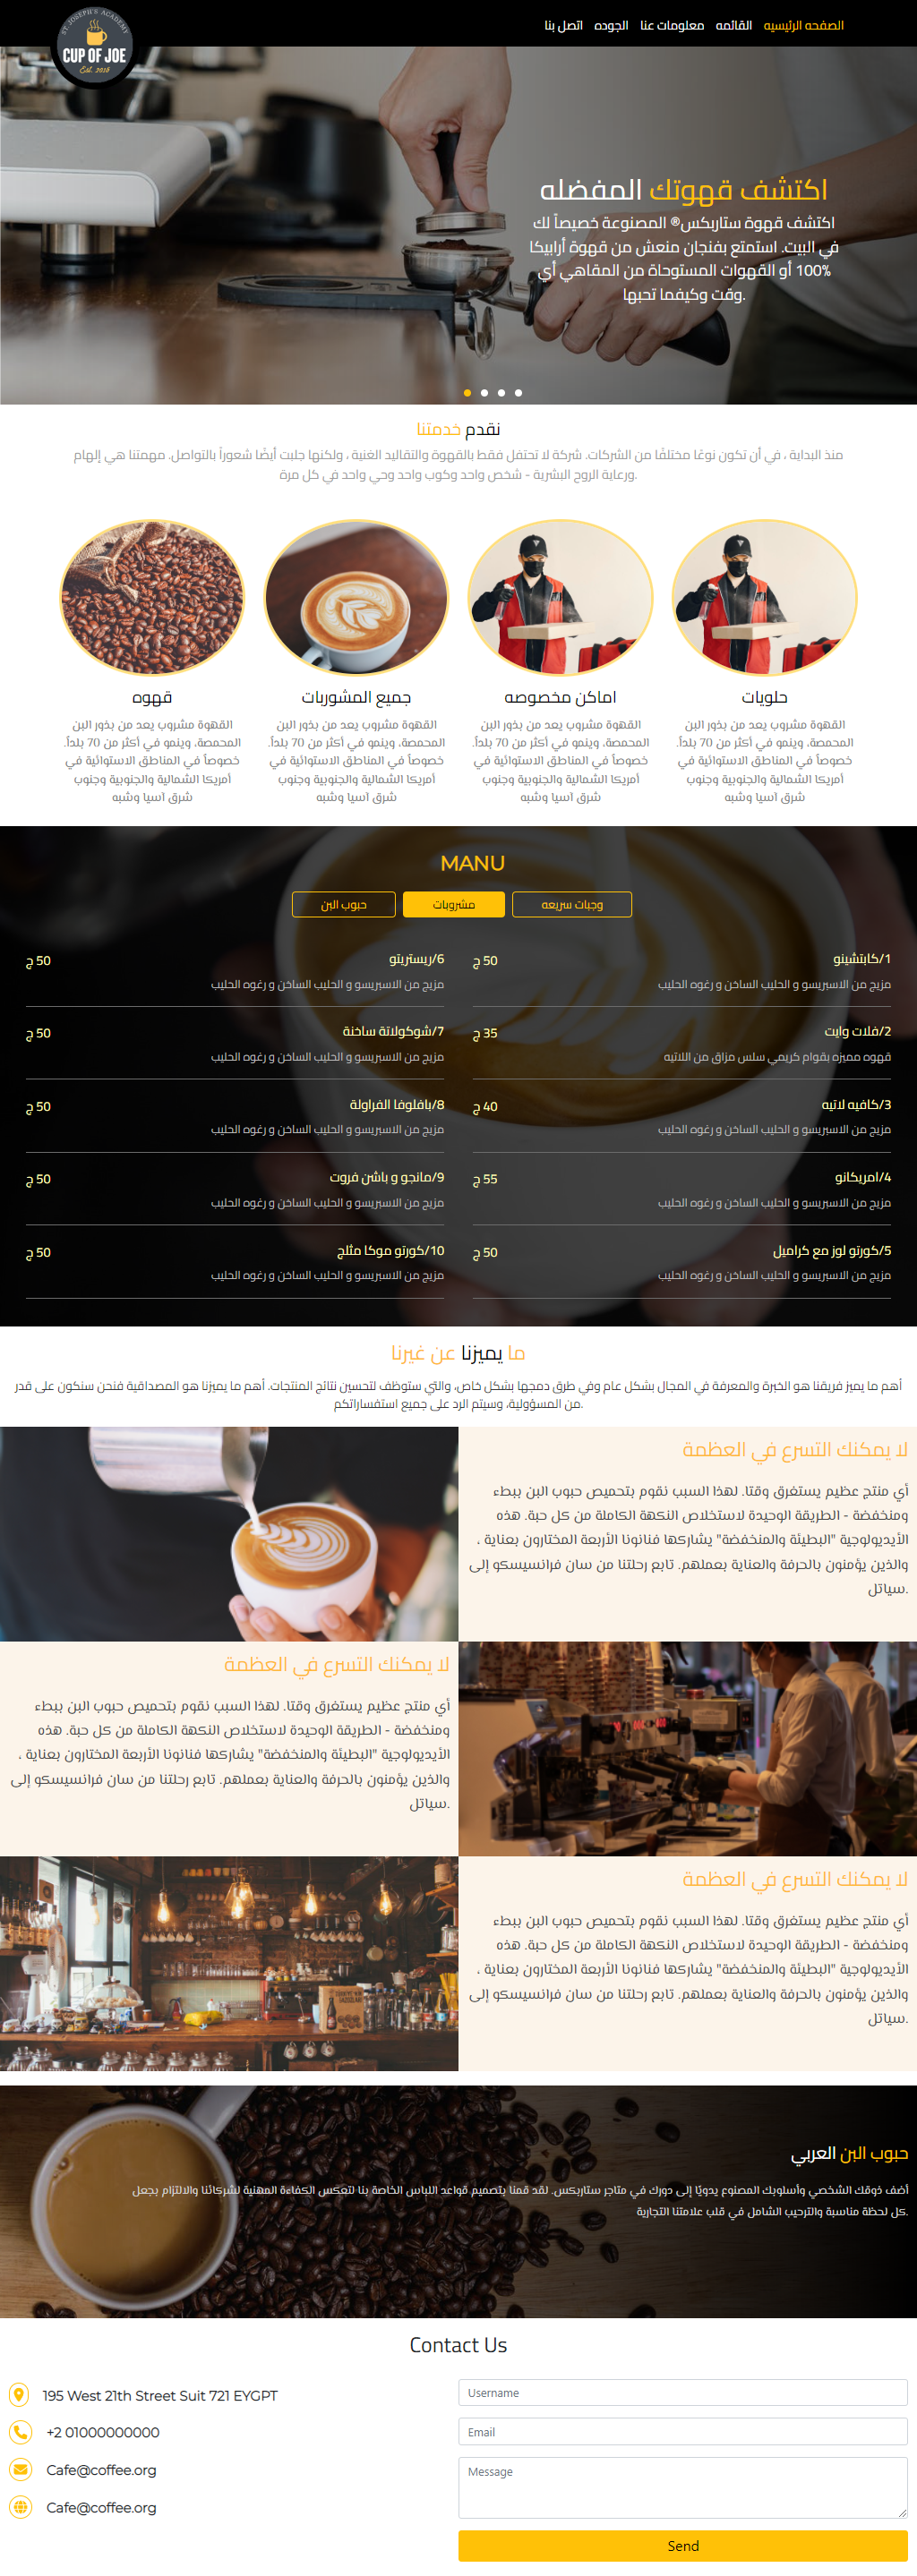 ST. JOSEPH'S ACADEMY
CUP OF JOE
Est. 2018
الصفحه الرئيسيه القائمه معلومات عنا الجوده اتصل بنا
اكتشف قهوتك المفضله
اكتشف قهوة ستاربكس® المصنوعة خصيصاً لك
في البيت. استمتع بفنجان منعش من قهوة أرابيكا
100% أو القهوات المستوحاة من المقاهي أي
وقت وكيفما تحبها.
نقدم خدمتنا
منذ البداية ، في أن تكون نوعًا مختلفًا من الشركات. شركة لا تحتفل فقط بالقهوة والتقاليد الغنية ، ولكنها جلبت أيضًا شعوراً بالتواصل. مهمتنا هي إلهام
ورعاية الروح البشرية - شخص واحد وكوب واحد وحي واحد في كل مرة.
حلويات
القهوة مشروب يعد من بذور البن
المحمصة، وينمو في أكثر من 70 بلداً.
خصوصاً في المناطق الاستوائية في
أمريكا الشمالية والجنوبية وجنوب
شرق آسيا وشبه
اماكن مخصوصه
القهوة مشروب يعد من بذور البن
المحمصة، وينمو في أكثر من 70 بلداً.
خصوصاً في المناطق الاستوائية في
أمريكا الشمالية والجنوبية وجنوب
شرق آسيا وشبه
جميع المشوربات
القهوة مشروب يعد من بذور البن
المحمصة، وينمو في أكثر من 70 بلداً.
خصوصاً في المناطق الاستوائية في
أمريكا الشمالية والجنوبية وجنوب
شرق آسيا وشبه
قهوه
القهوة مشروب يعد من بذور البن
المحمصة، وينمو في أكثر من 70 بلداً.
خصوصاً في المناطق الاستوائية في
أمريكا الشمالية والجنوبية وجنوب
شرق آسيا وشبه
MANU
وجبات سريعه
مشروبات
حبوب البن
1/كابتشينو 50 ج
مزيج من الاسبريسو و الحليب الساخن و رغوه الحليب
2/فلات وايت 35 ج
قهوه مميزه بقوام كريمي سلس مزاق من اللاتيه
3/كافيه لاتيه 40 ج
مزيج من الاسبريسو و الحليب الساخن و رغوه الحليب
4/امريكانو 55 ج
مزيج من الاسبريسو و الحليب الساخن و رغوه الحليب
5/كورتو لوز مع كراميل 50 ج
مزيج من الاسبريسو و الحليب الساخن و رغوه الحليب
6/ريستريتو 50 ج
مزيج من الاسبريسو و الحليب الساخن و رغوه الحليب
7/شوكولاتة ساخنة 50 ج
مزيج من الاسبريسو و الحليب الساخن و رغوه الحليب
8/بافلوفا الفراولة 50 ج
مزيج من الاسبريسو و الحليب الساخن و رغوه الحليب
9/مانجو و باشن فروت 50 ج
مزيج من الاسبريسو و الحليب الساخن و رغوه الحليب
10/كورتو موكا مثلج 50 ج
مزيج من الاسبريسو و الحليب الساخن و رغوه الحليب
ما يميزنا عن غيرنا
أهم ما يميز فريقنا هو الخبرة والمعرفة في المجال بشكل عام وفي طرق دمجها بشكل خاص، والتي ستوظف لتحسين نتائج المنتجات. أهم ما يميزنا هو المصداقية فنحن سنكون على قدر
من المسؤولية، وسيتم الرد على جميع استفساراتكم.
لا يمكنك التسرع في العظمة
أي منتج عظيم يستغرق وقتا. لهذا السبب نقوم بتحميص حبوب البن ببطء
ومنخفضة - الطريقة الوحيدة لاستخلاص النكهة الكاملة من كل حبة. هذه
الأيديولوجية "البطيئة والمنخفضة" يشاركها فنانونا الأربعة المختارون بعناية ،
والذين يؤمنون بالحرفة والعناية بعملهم. تابع رحلتنا من سان فرانسيسكو إلى
سياتل.
لا يمكنك التسرع في العظمة
أي منتج عظيم يستغرق وقتا. لهذا السبب نقوم بتحميص حبوب البن ببطء
ومنخفضة - الطريقة الوحيدة لاستخلاص النكهة الكاملة من كل حبة. هذه
الأيديولوجية "البطيئة والمنخفضة" يشاركها فنانونا الأربعة المختارون بعناية ،
والذين يؤمنون بالحرفة والعناية بعملهم. تابع رحلتنا من سان فرانسيسكو إلى
سياتل.
لا يمكنك التسرع في العظمة
أي منتج عظيم يستغرق وقتا. لهذا السبب نقوم بتحميص حبوب البن ببطء
ومنخفضة - الطريقة الوحيدة لاستخلاص النكهة الكاملة من كل حبة. هذه
الأيديولوجية "البطيئة والمنخفضة" يشاركها فنانونا الأربعة المختارون بعناية ،
والذين يؤمنون بالحرفة والعناية بعملهم. تابع رحلتنا من سان فرانسيسكو إلى
سياتل.
حبوب البن العربي
أضف ذوقك الشخصي وأسلوبك المصنوع يدويًا إلى دورك في متاجر ستاربكس. لقد قمنا بتصميم قواعد اللباس الخاصة بنا لتعكس الكفاءة المهنية لشركائنا والالتزام بجعل
كل لحظة مناسبة والترحيب الشامل في قلب علامتنا التجارية.
Contact Us
195 West 21th Street Suit 721 EYGPT
+2 01000000000
Cafe@coffee.org
Cafe@coffee.org
Username
Email
Message
Send